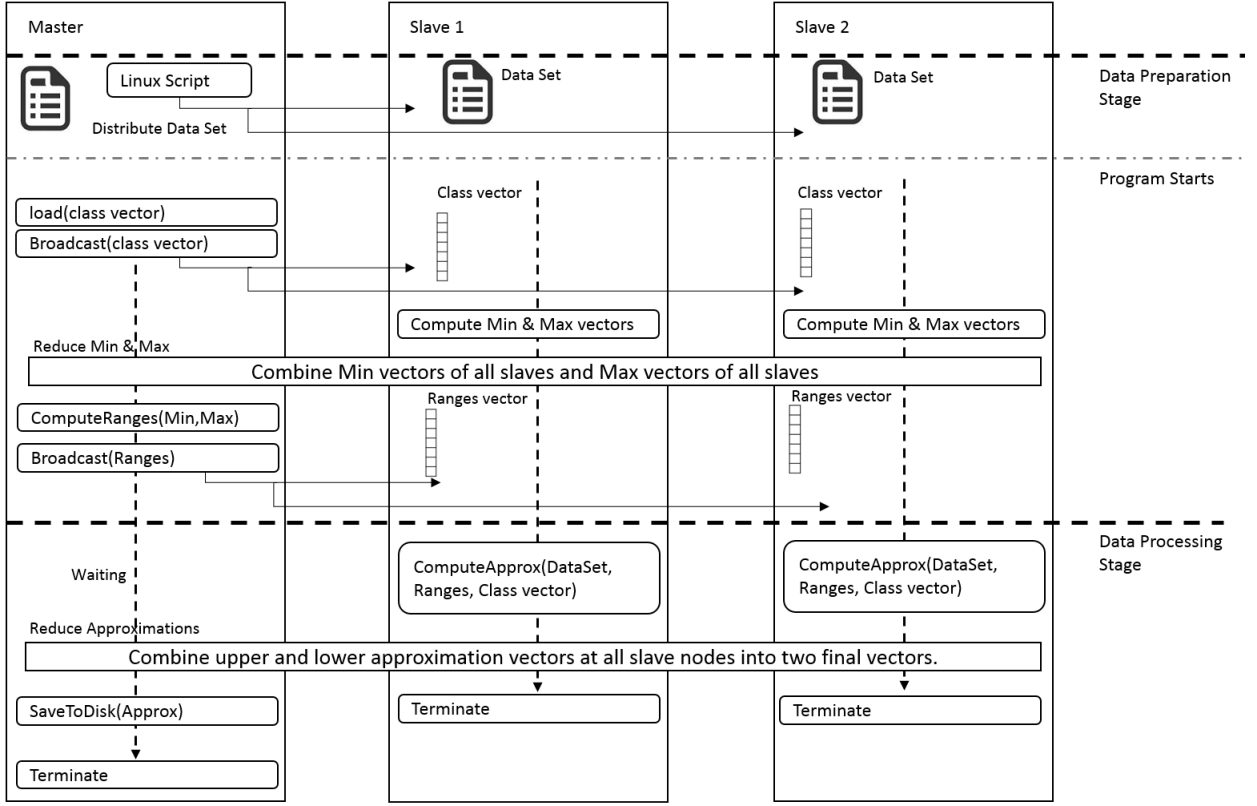 Master
Slave 1
Slave 2
Linux Script
Data Set
Data Set
Data Preparation
Stage
Distribute Data Set
Program Starts
Class vector
Class vector
load(class vector)
Broadcast(class vector)
Compute Min & Max vectors
Compute Min & Max vectors
Reduce Min & Max
Combine Min vectors of all slaves and Max vectors of all slaves
Ranges vector
Ranges vector
ComputeRanges(Min,Max)
Broadcast(Ranges)
Data Processing
Stage
Waiting
ComputeApprox(DataSet,
Ranges, Class vector)
ComputeApprox(DataSet,
Ranges, Class vector)
Reduce Approximations
Combine upper and lower approximation vectors at all slave nodes into two final vectors.
SaveToDisk(Approx)
Terminate
Terminate
Terminate